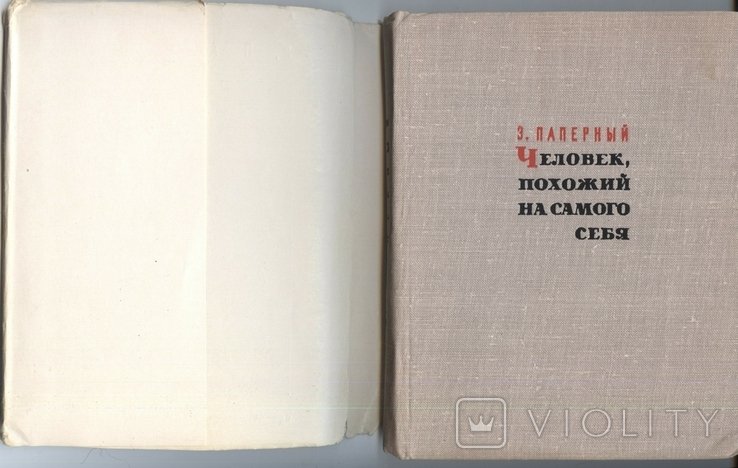 З. ПАПЕРНЫЙ
ЧЕЛОВЕК,
ПОХОЖИЙ
НА САМОГО
СЕБЯ
VIOLITY